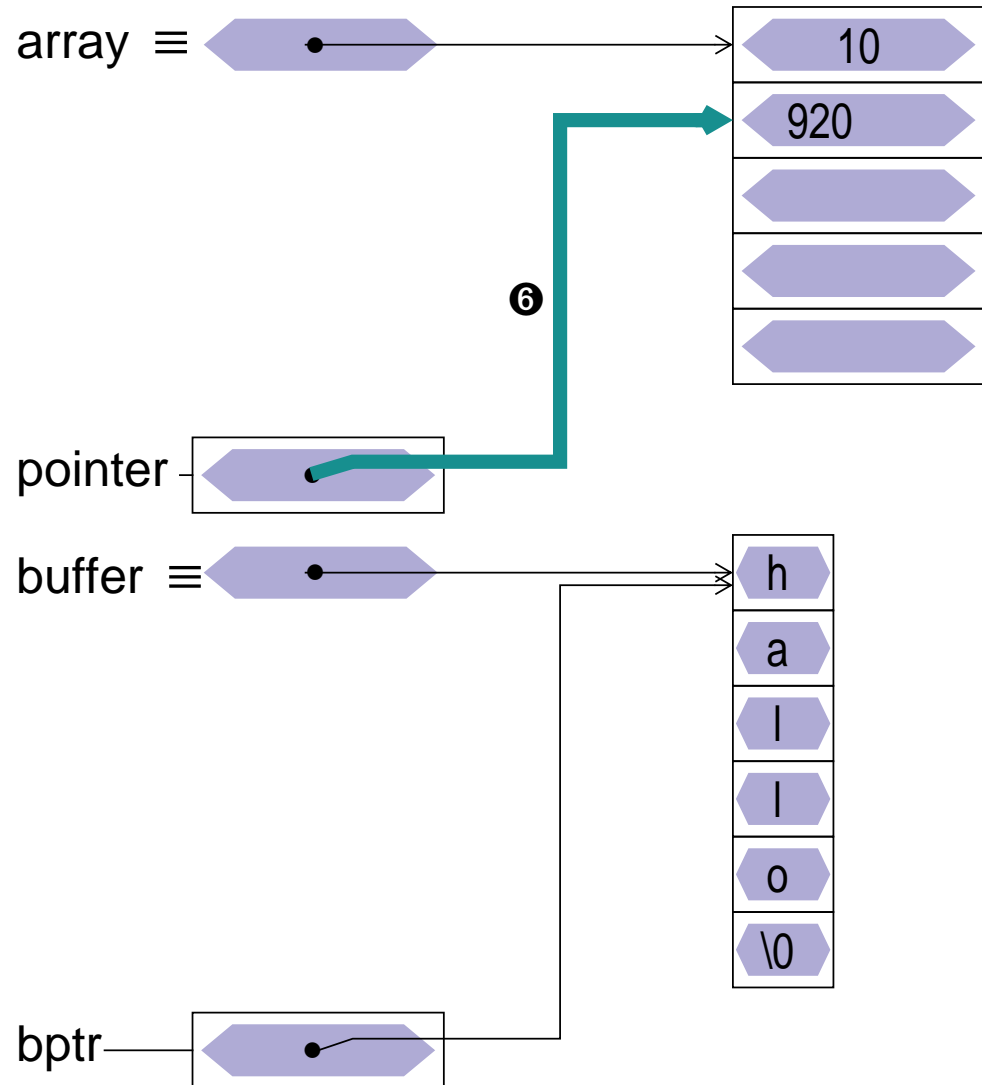 array ≡
10
920
❻
pointer
buffer ≡
h
a
l
l
o
\0
bptr